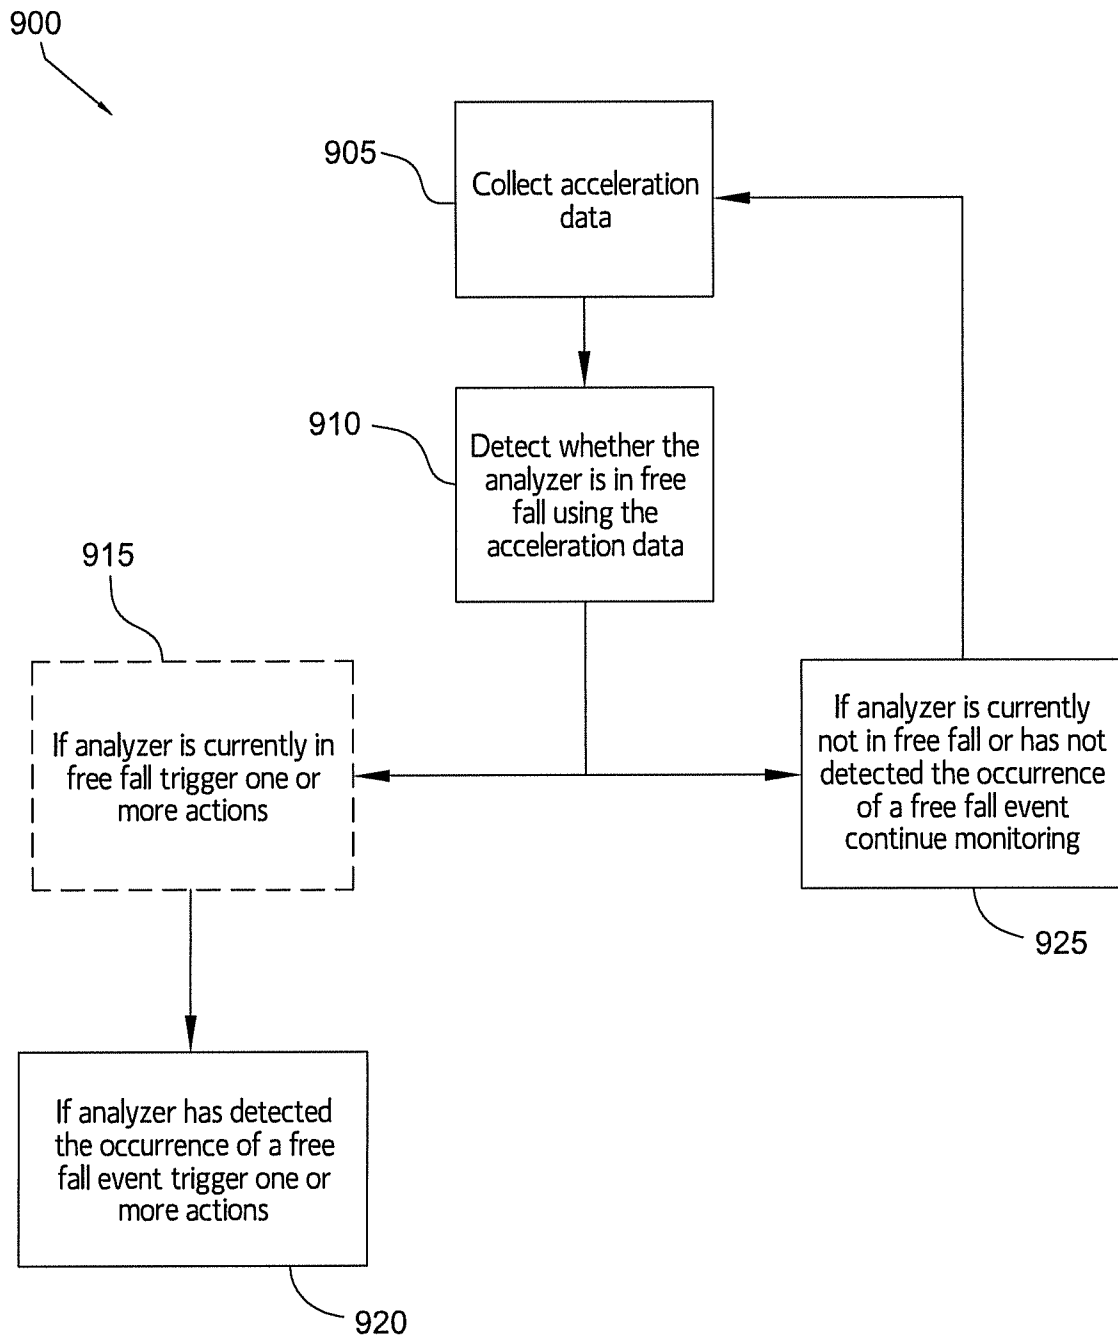 900
905
Collect acceleration
data
910
Detect whether the
analyzer is in free
fall using the
acceleration data
915
If analyzer is currently in
free fall trigger one or
more actions
If analyzer is currently
not in free fall or has not
detected the occurrence
of a free fall event
continue monitoring
925
If analyzer has detected
the occurrence of a free
fall event trigger one or
more actions
920